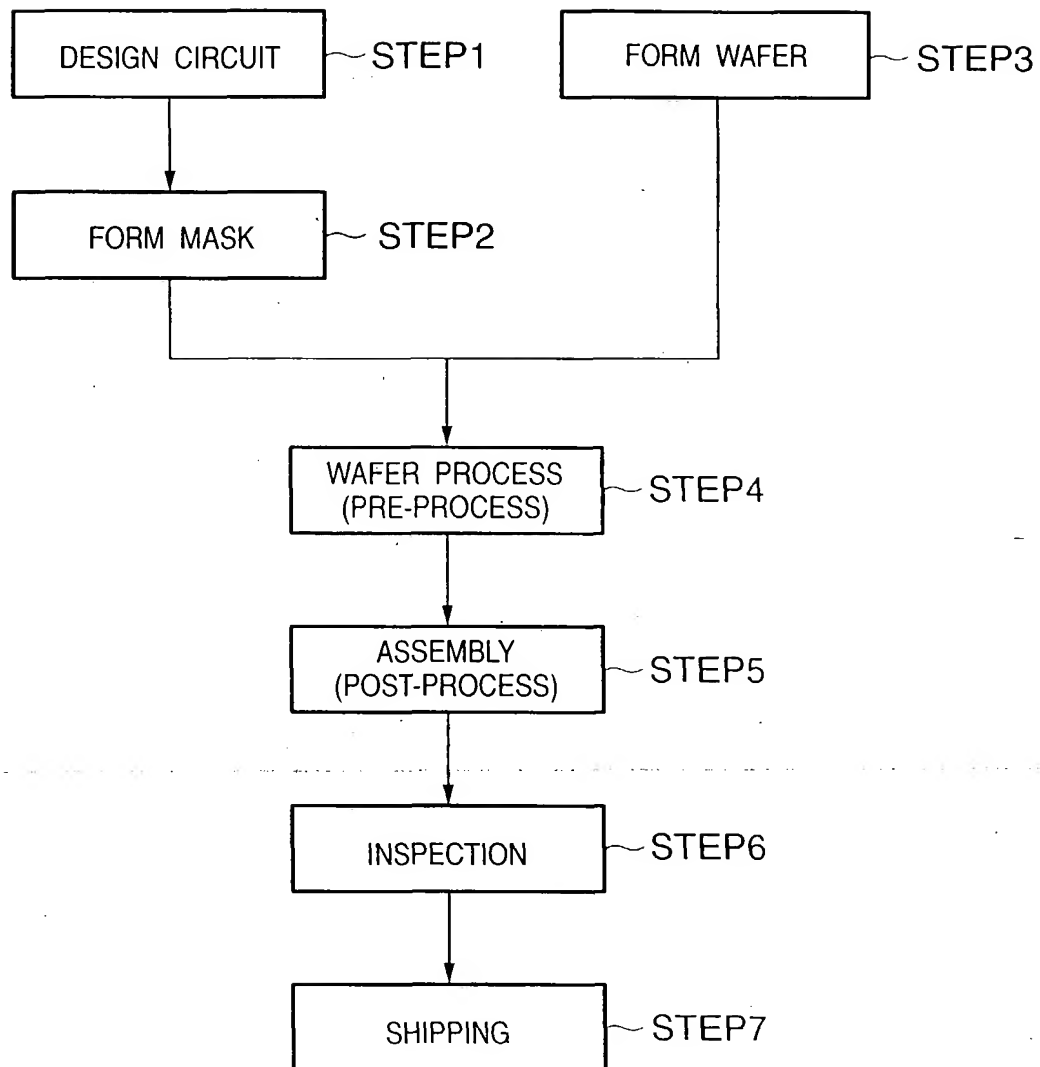 DESIGN CIRCUIT
STEP1
FORM WAFER
STEP3
FORM MASK
STEP2
WAFER PROCESS
(PRE-PROCESS)
STEP4
ASSEMBLY
(POST-PROCESS)
STEP5
INSPECTION
STEP6
SHIPPING
STEP7